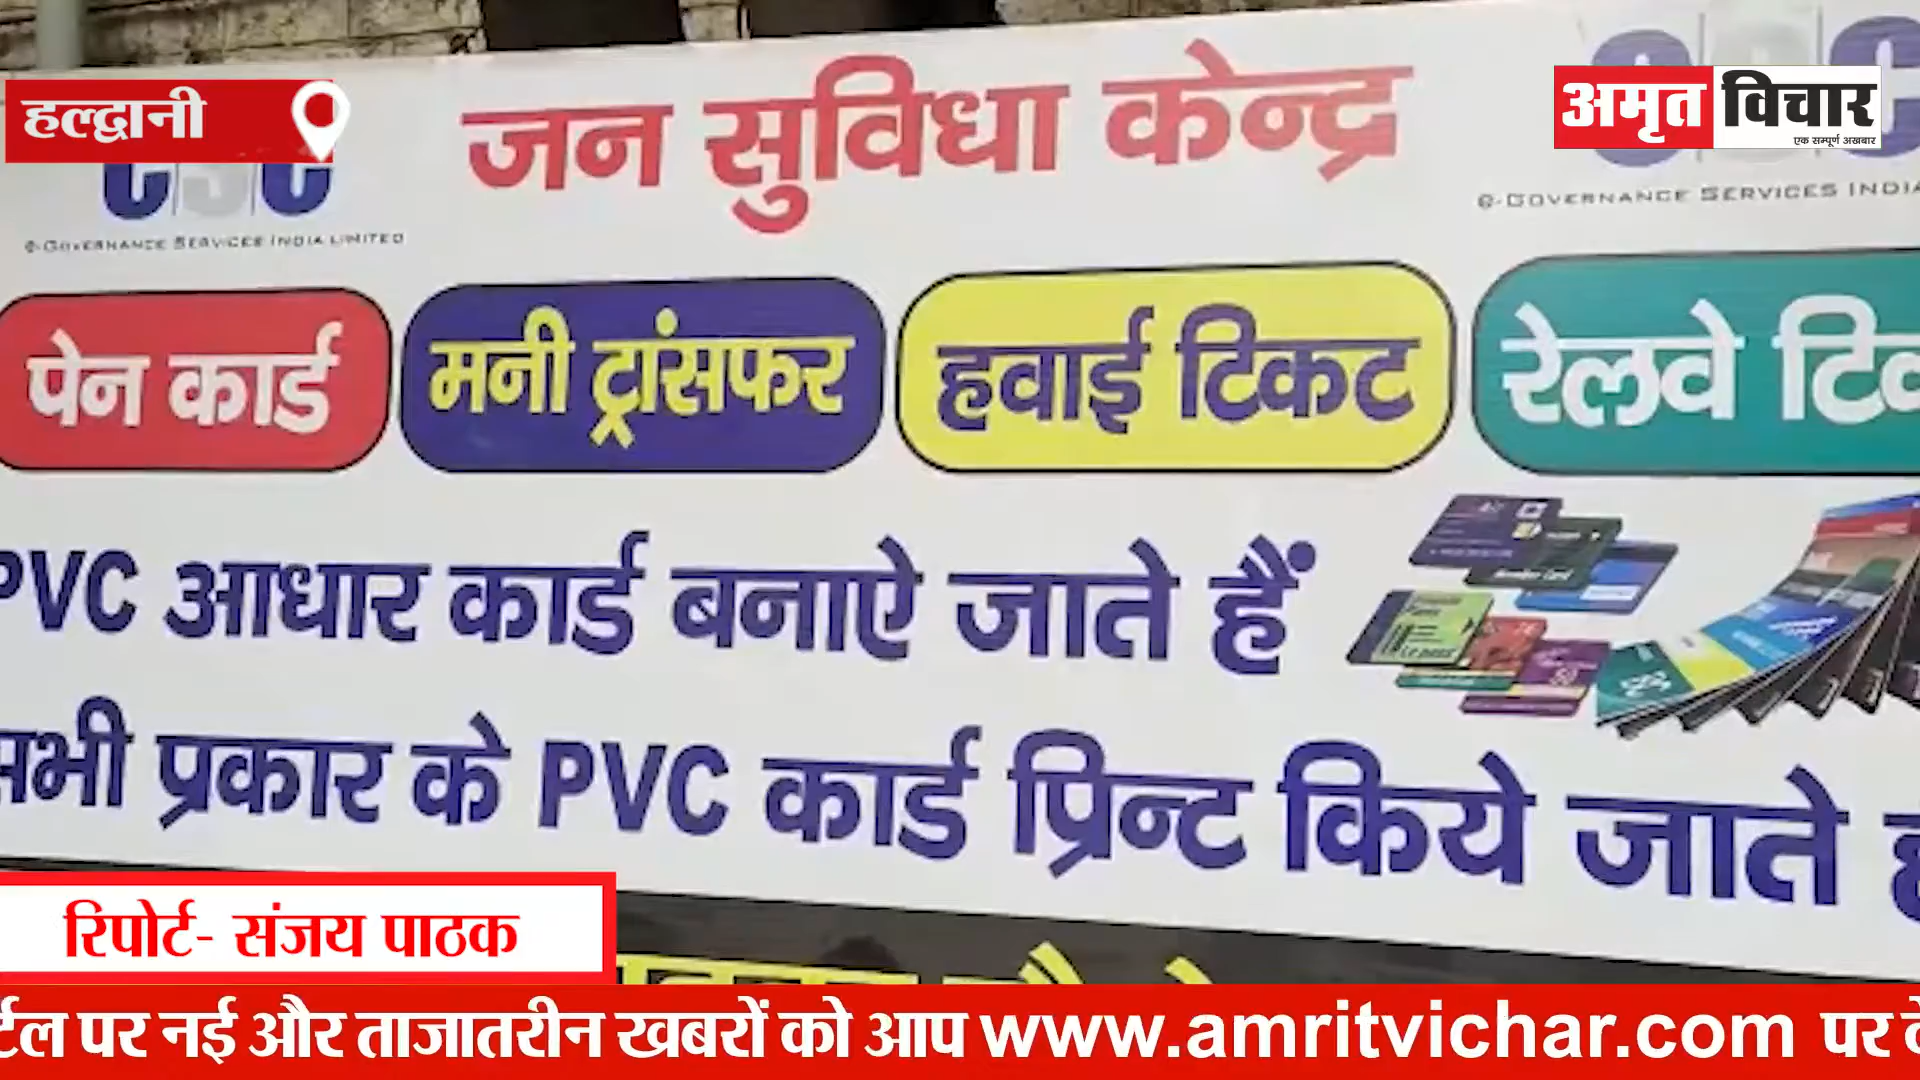 हल्द्वानी
जन सुविधा केन्द्र
अमृत विचार
एक सम्पूर्ण अखबार
e-GOVERNANCE SERVICES INDIA LIMITED
e-GOVERNANCE SERVICES INDIA
पेन कार्ड
मनी ट्रांसफर
हवाई टिकट
रेलवे
PVC आधार कार्ड बनाऐ जाते हैं
सभी प्रकार के PVC कार्ड प्रिन्ट किये जाते
रिपोर्ट- संजय पाठक
पर नई और ताजातरीन खबरों को आप www.amritvichar.com पर